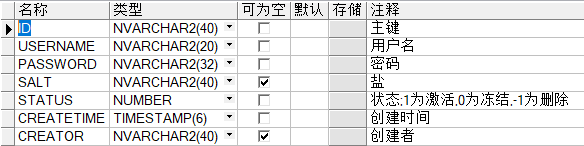 名称 类型 可为空 默认 存储 注释
ID NVARCHAR2(40) 主键
USERNAME NVARCHAR2(20) 用户名
PASSWORD NVARCHAR2(32) 密码
SALT NVARCHAR2(40) 盐
STATUS NUMBER 状态;1为激活,0为冻结,-1为删除
CREATETIME TIMESTAMP(6) 创建时间
CREATOR NVARCHAR2(40) 创建者